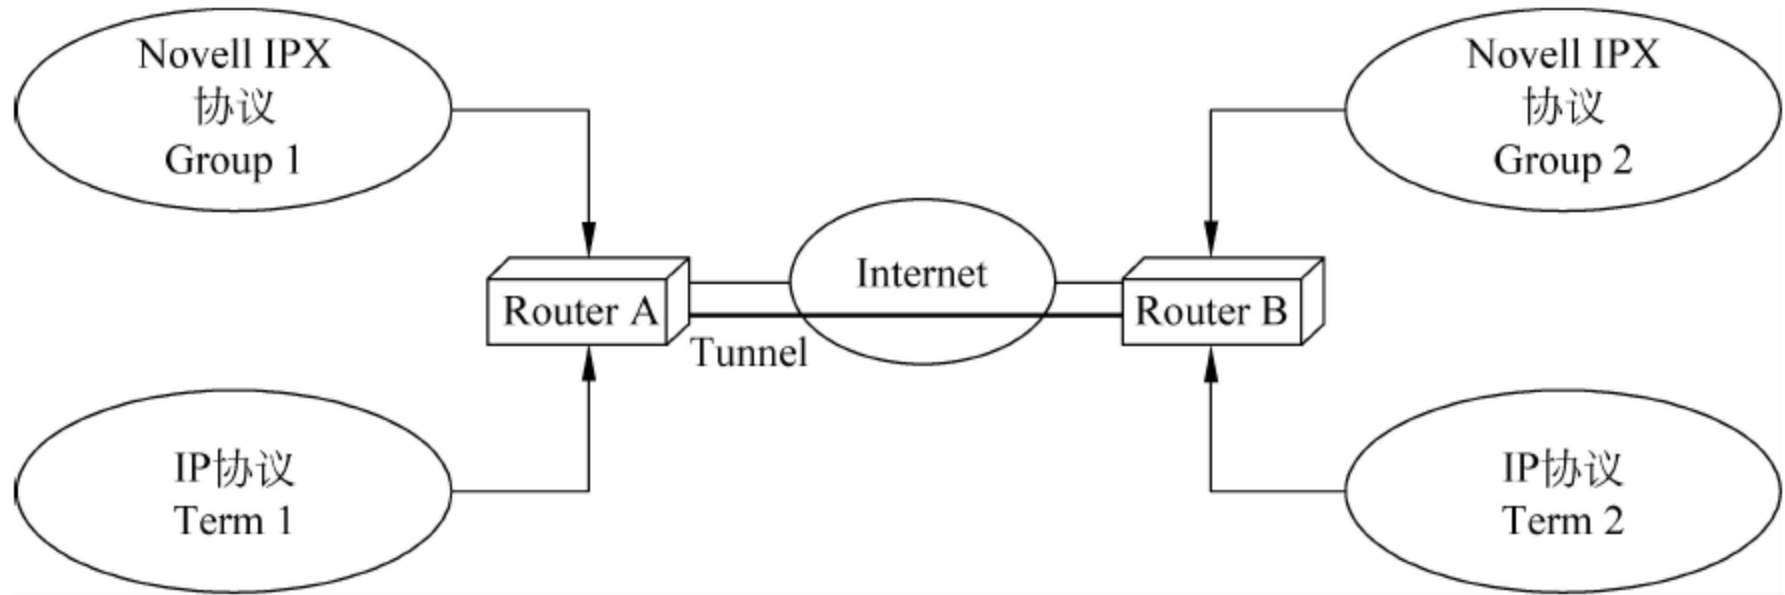 Novell IPX
协议
Group 1
Novell IPX
协议
Group 2
Internet
Router A
Router B
Tunnel
IP协议
Term 1
IP协议
Term 2